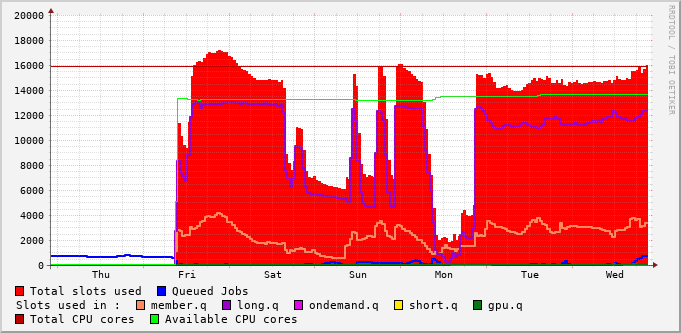 20000
18000
16000
14000
12000
10000
8000
6000
4000
2000
0
Thu Fri Sat Sun Mon Tue Wed
RRDTOOL / TOBI OETIKER
Total slots used Queued Jobs
Slots used in : member.q long.q ondemand.q short.q gpu.q
Total CPU cores Available CPU cores